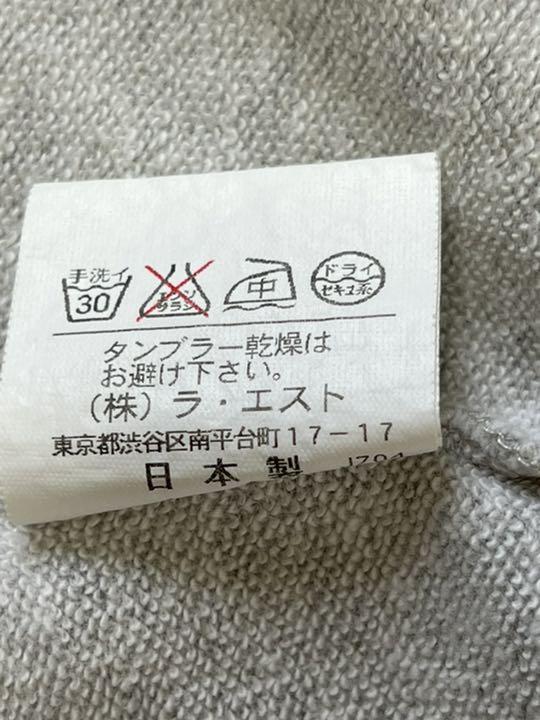 手洗イ 30 エンソサラシ 中 ドライ セキユ系
タンブラー乾燥は
お避け下さい。
(株)ラ・エスト
東京都渋谷区南平台町17-17
日本製